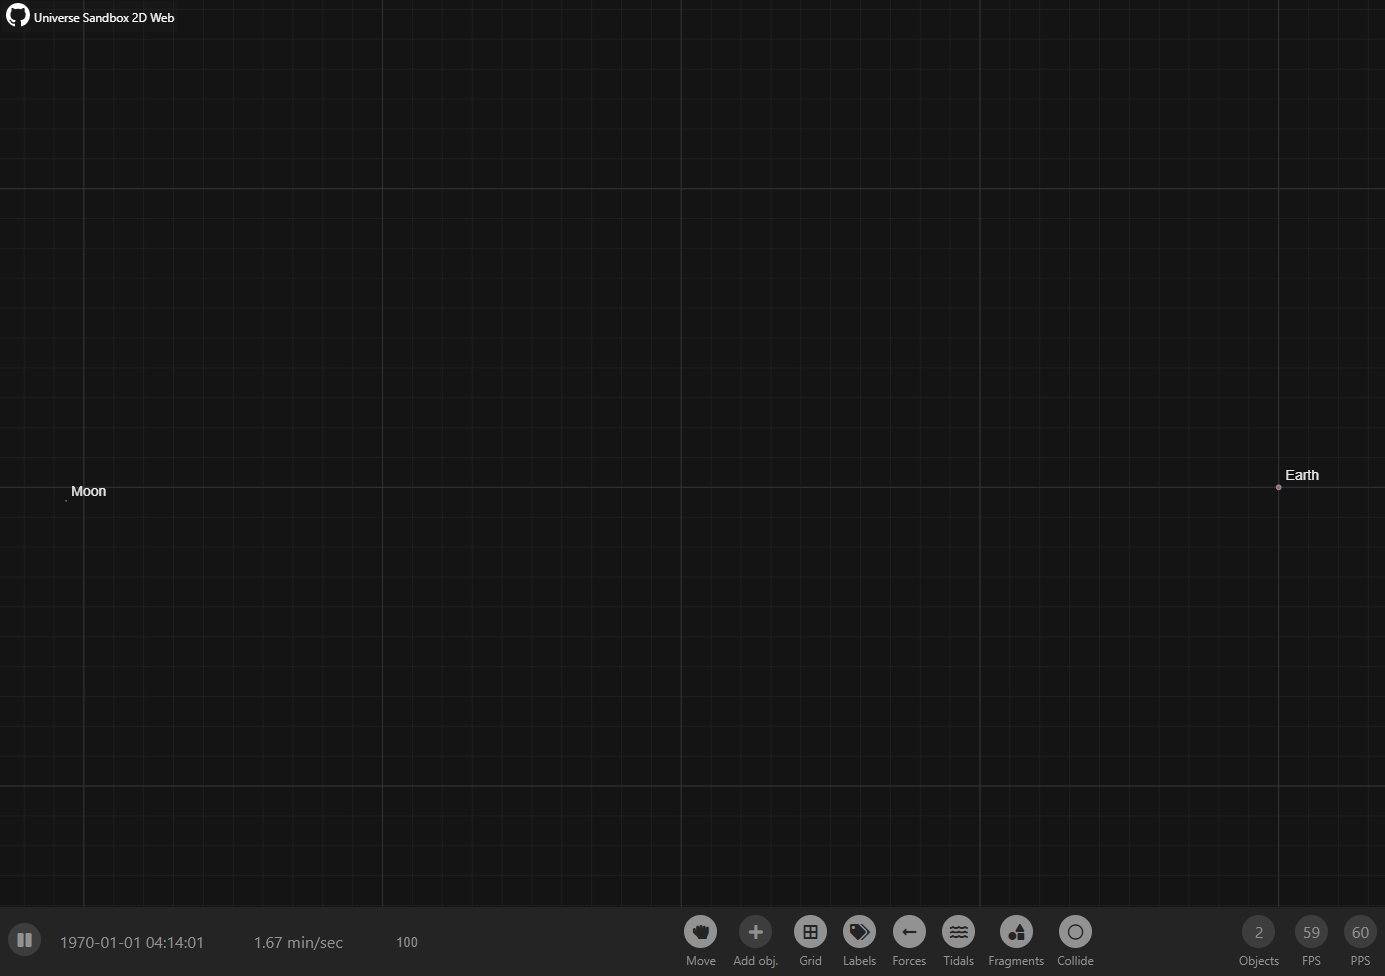 Universe Sandbox 2D Web
Earth
Moon
1970-01-01 04:14:01
1.67 min/sec
100
Move
Add obj.
Grid
Labels
Forces
Tidals
Fragments
Collide
2
Objects
59
FPS
60
PPS